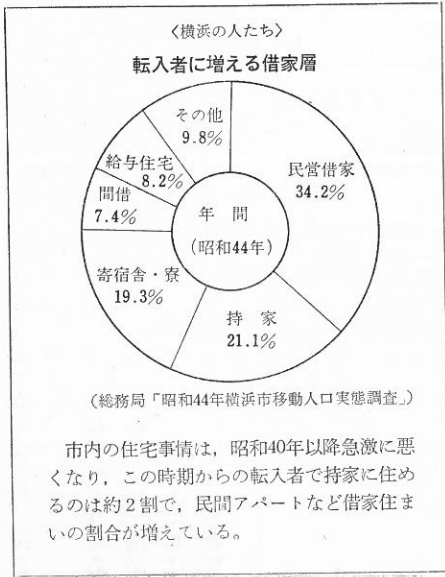 〈横浜の人たち〉
転入者に増える借家層
その他
9.8%
民営借家
34.2%
給与住宅
8.2%
間借
7.4%
年間
(昭和44年)
寄宿舎・寮
19.3%
持家
21.1%
(総務局「昭和44年横浜市移動人口実態調査」)
市内の住宅事情は,昭和40年以降急激に悪
くなり,この時期からの転入者で持家に住め
るのは約2割で,民間アパートなど借家住ま
いの割合が増えている。